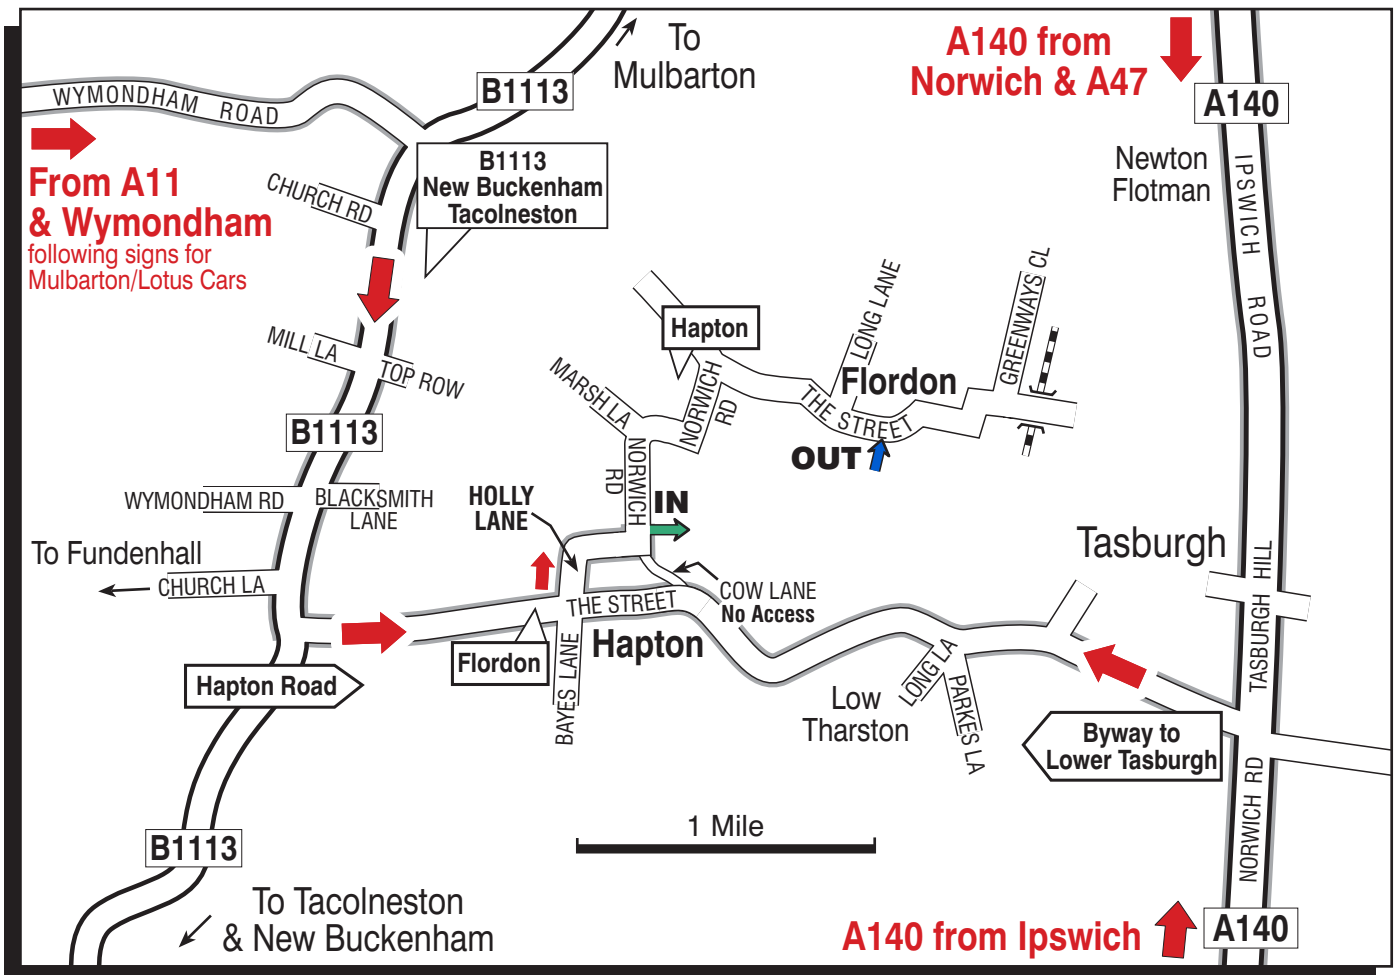 To
Mulbarton
A140 from
Norwich & A47
B1113
A140
WYMONDHAM ROAD
From A11
& Wymondham
following signs for
Mulbarton/Lotus Cars
CHURCH RD
B1113
New Buckenham
Tacolneston
Newton
Flotman
IPSWICH ROAD
MILL LA
TOP ROW
Hapton
LONG LANE
GREENWAYS CL
MARSH LA
NORWICH
RD
THE STREET
Flordon
OUT
B1113
WYMONDHAM RD
BLACKSMITH
LANE
HOLLY
LANE
NORWICH
RD
IN
To Fundenhall
CHURCH LA
Tasburgh
TASBURGH HILL
COW LANE
No Access
THE STREET
Hapton
Flordon
BAYES LANE
Hapton Road
LONG LA
PARKES LA
Low
Tharston
Byway to
Lower Tasburgh
NORWICH RD
1 Mile
B1113
To Tacolneston
& New Buckenham
A140 from Ipswich
A140